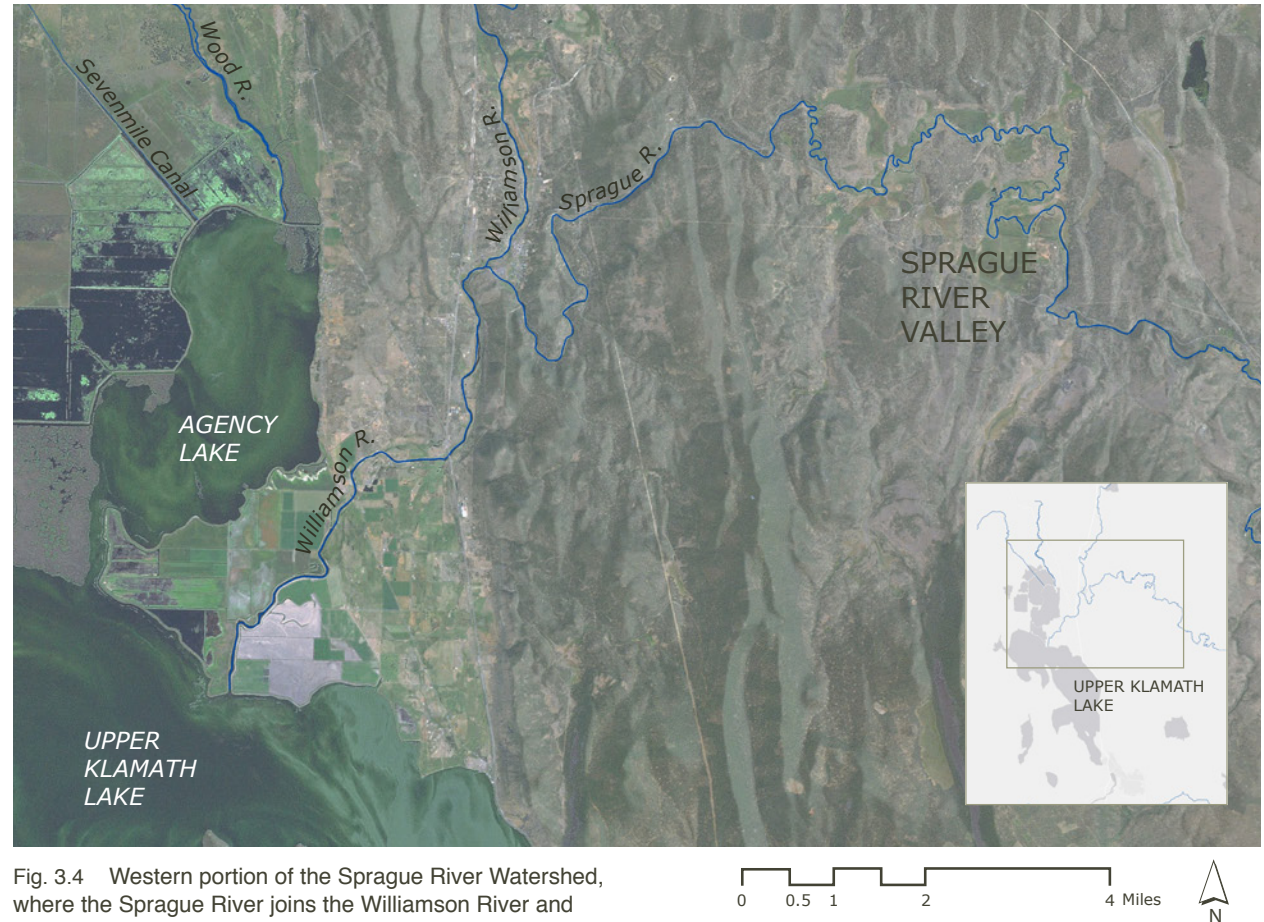 Wood R.
Sevenmile Canal
Williamson R.
Sprague R.
SPRAGUE
RIVER
VALLEY
AGENCY
LAKE
Williamson R.
UPPER KLAMATH
LAKE
UPPER
KLAMATH
LAKE
Fig. 3.4 Western portion of the Sprague River Watershed,
where the Sprague River joins the Williamson River and
0 0.5 1 2 4 Miles
N